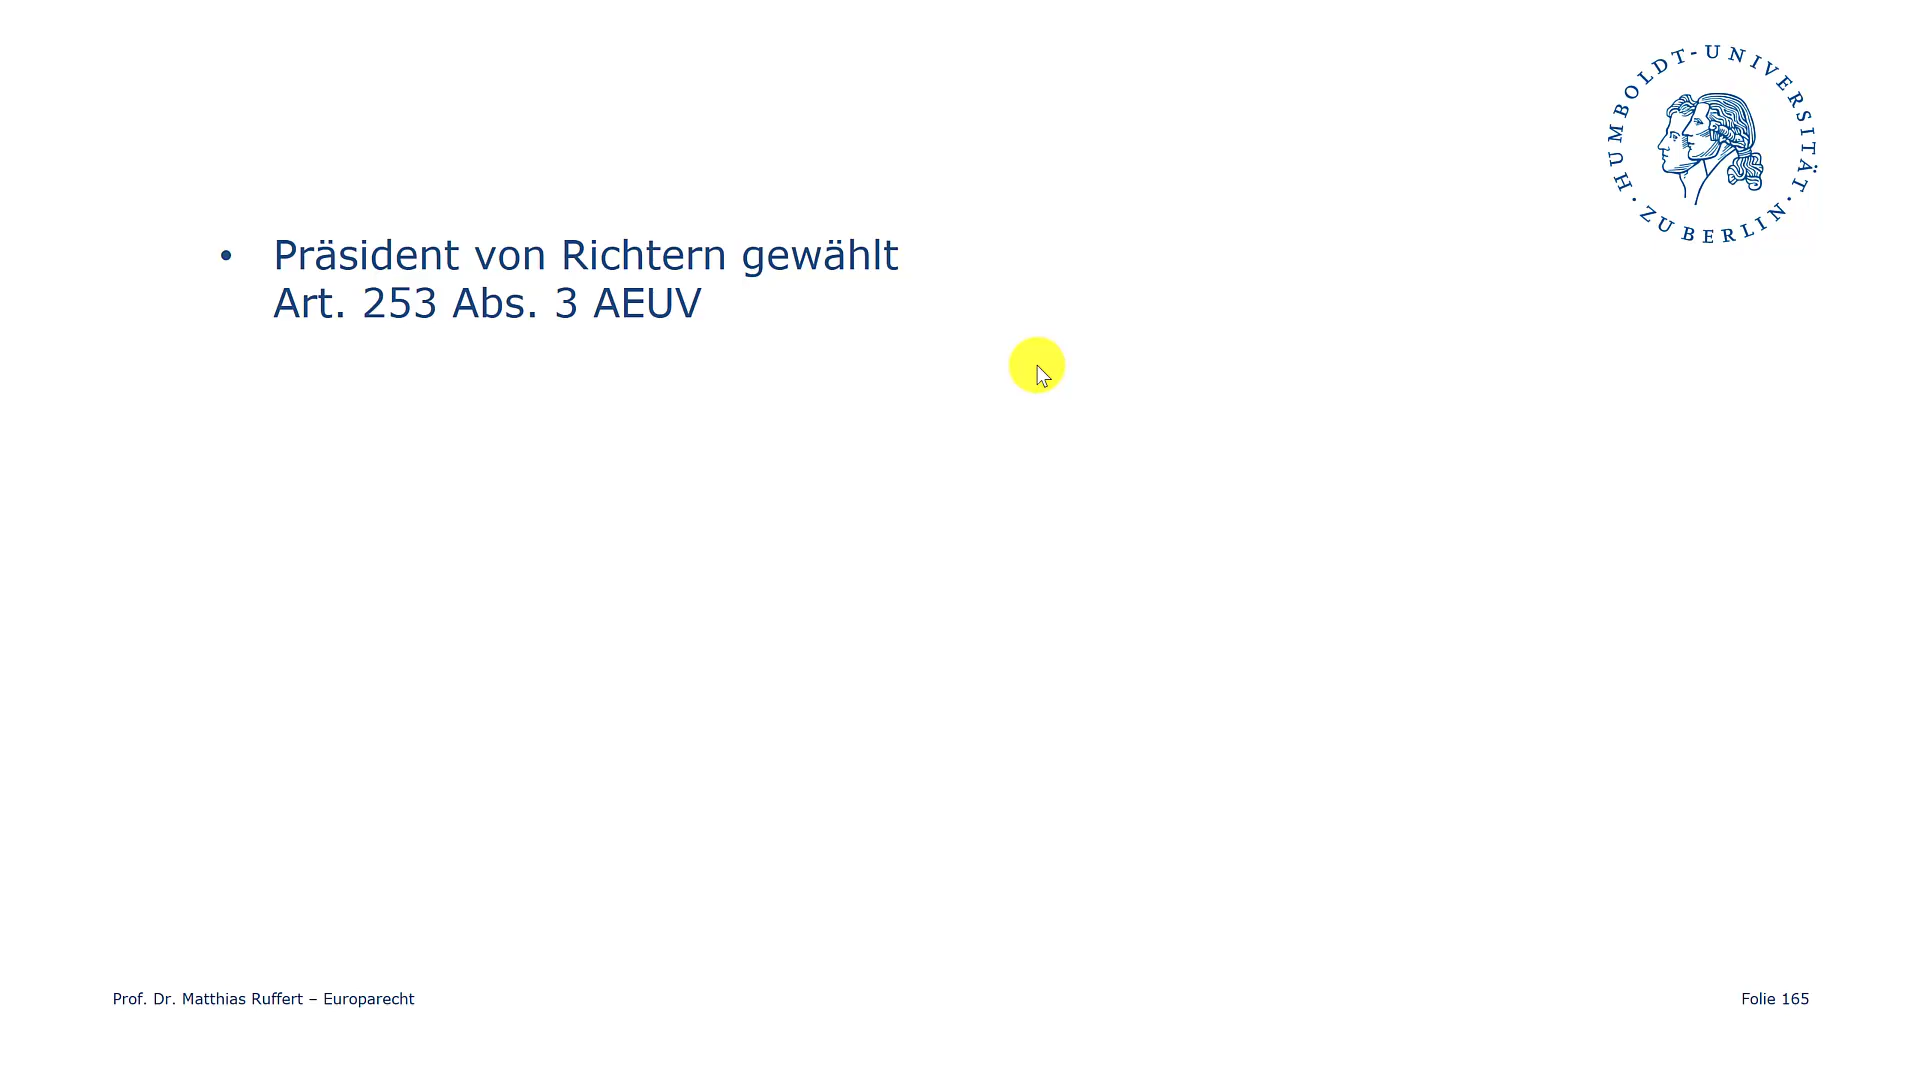 HUMBOLDT-UNIVERSITÄT · ZU BERLIN ·
• Präsident von Richtern gewählt
Art. 253 Abs. 3 AEUV
Prof. Dr. Matthias Ruffert – Europarecht
Folie 165